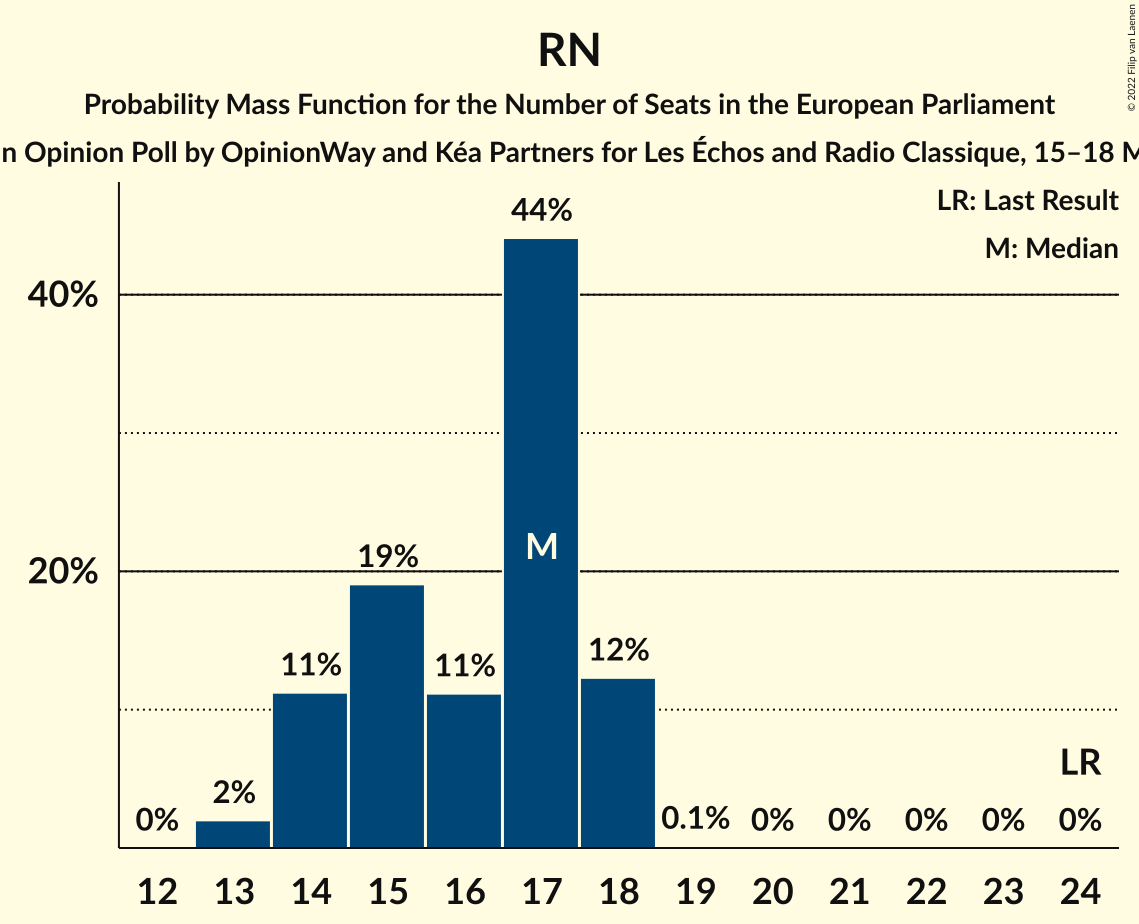 RN
Probability Mass Function for the Number of Seats in the European Parliament
n Opinion Poll by OpinionWay and Kéa Partners for Les Échos and Radio Classique, 15–18 M
© 2022 Filip van Laenen
LR: Last Result
M: Median
44%
40%
M
19%
20%
12%
11%
11%
LR
2%
0%
0.1%
0%
0%
0%
0%
0%
12 13 14 15 16 17 18 19 20 21 22 23 24